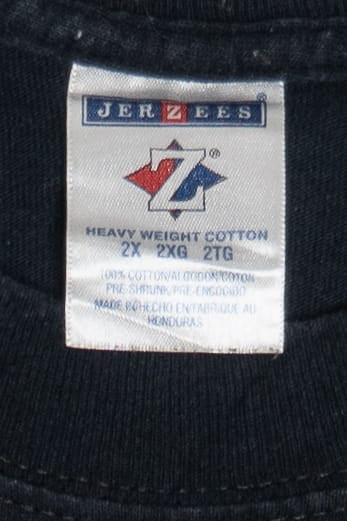 JERZEES®
Z®
HEAVY WEIGHT COTTON
2X 2XG 2TG
100% COTTON/ALGODON/COTON
PRE-SHRUNK, PRE-ENCOGIDO
MADE IN/HECHO EN/FABRIQUE AU
HONDURAS